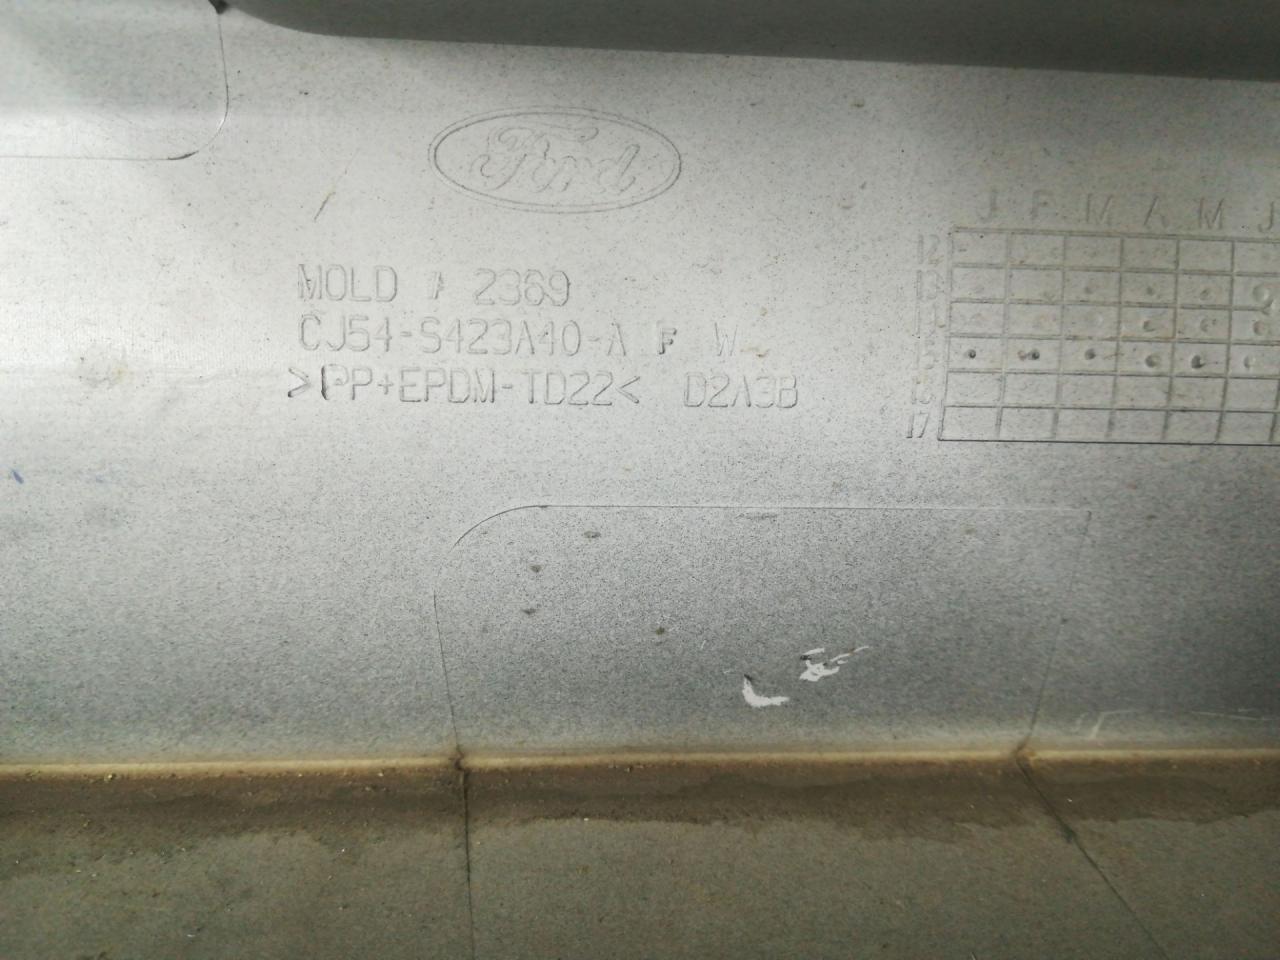 Ford
MOLD # 2369
CJ54-S423A40-A F W
>PP+EPDM-TD22< D2A3B
J F M A M J
12
13
14
15
16
17